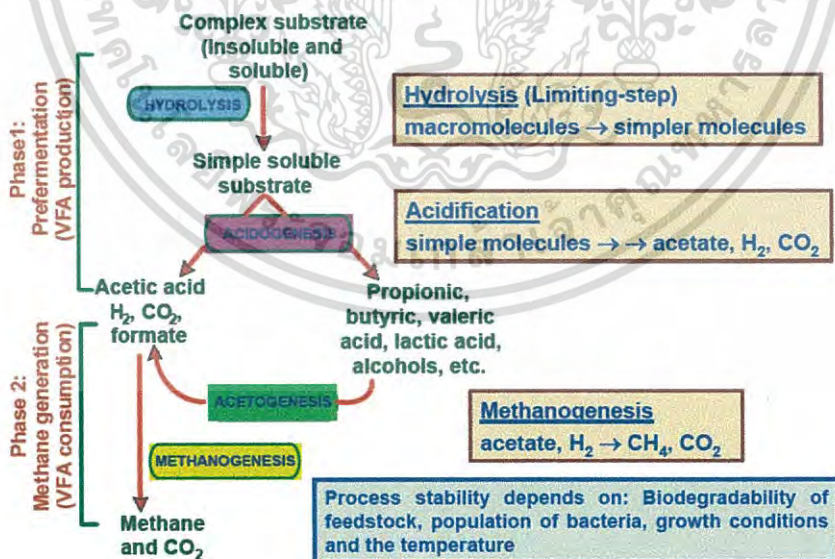 Complex substrate
(Insoluble and
soluble)
HYDROLYSIS
Hydrolysis (Limiting-step)
macromolecules → simpler molecules
Phase1:
Prefermentation
(VFA production)
Simple soluble
substrate
ACIDOGENESIS
Acidification
simple molecules → → acetate, H₂, CO₂
Acetic acid
H₂, CO₂,
formate
Propionic,
butyric, valeric
acid, lactic acid,
alcohols, etc.
Phase 2:
Methane generation
(VFA consumption)
ACETOGENESIS
METHANOGENESIS
Methanogenesis
acetate, H₂ → CH₄, CO₂
Methane
and CO₂
Process stability depends on: Biodegradability of
feedstock, population of bacteria, growth conditions
and the temperature